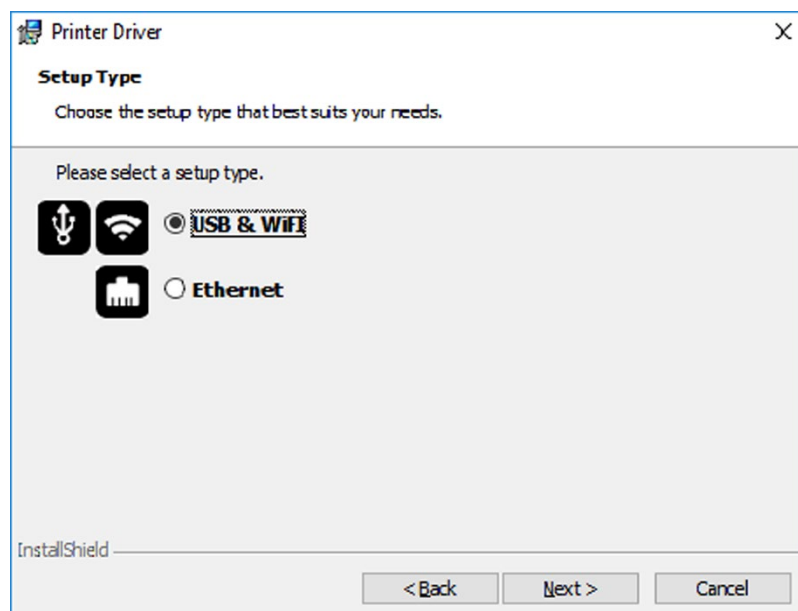 Printer Driver
Setup Type
Choose the setup type that best suits your needs.
Please select a setup type.
USB & WiFI
Ethernet
InstallShield
< Back Next > Cancel